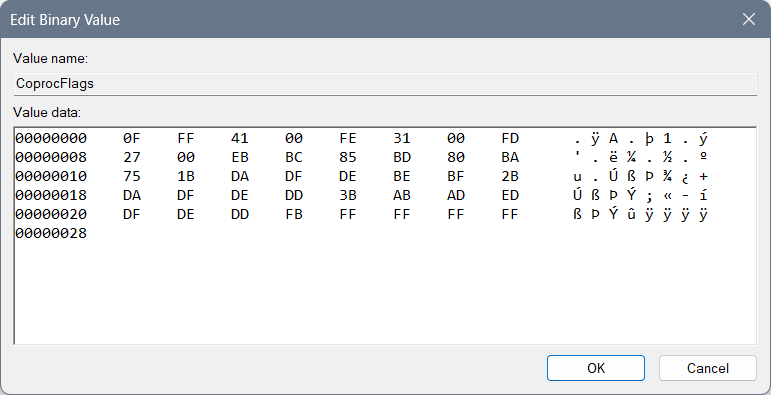 Edit Binary Value
Value name:
CoprocFlags
Value data:
00000000 0F FF 41 00 FE 31 00 FD . ÿ A . þ 1 . ý
00000008 27 00 EB BC 85 BD 80 BA ' . ë ¼ . ½ . º
00000010 75 1B DA DF DE BE BF 2B u . Ú ß Þ ¾ ¿ +
00000018 DA DF DE DD 3B AB AD ED Ú ß Þ Ý ; « - í
00000020 DF DE DD FB FF FF FF FF ß Þ Ý û ÿ ÿ ÿ ÿ
00000028
OK Cancel